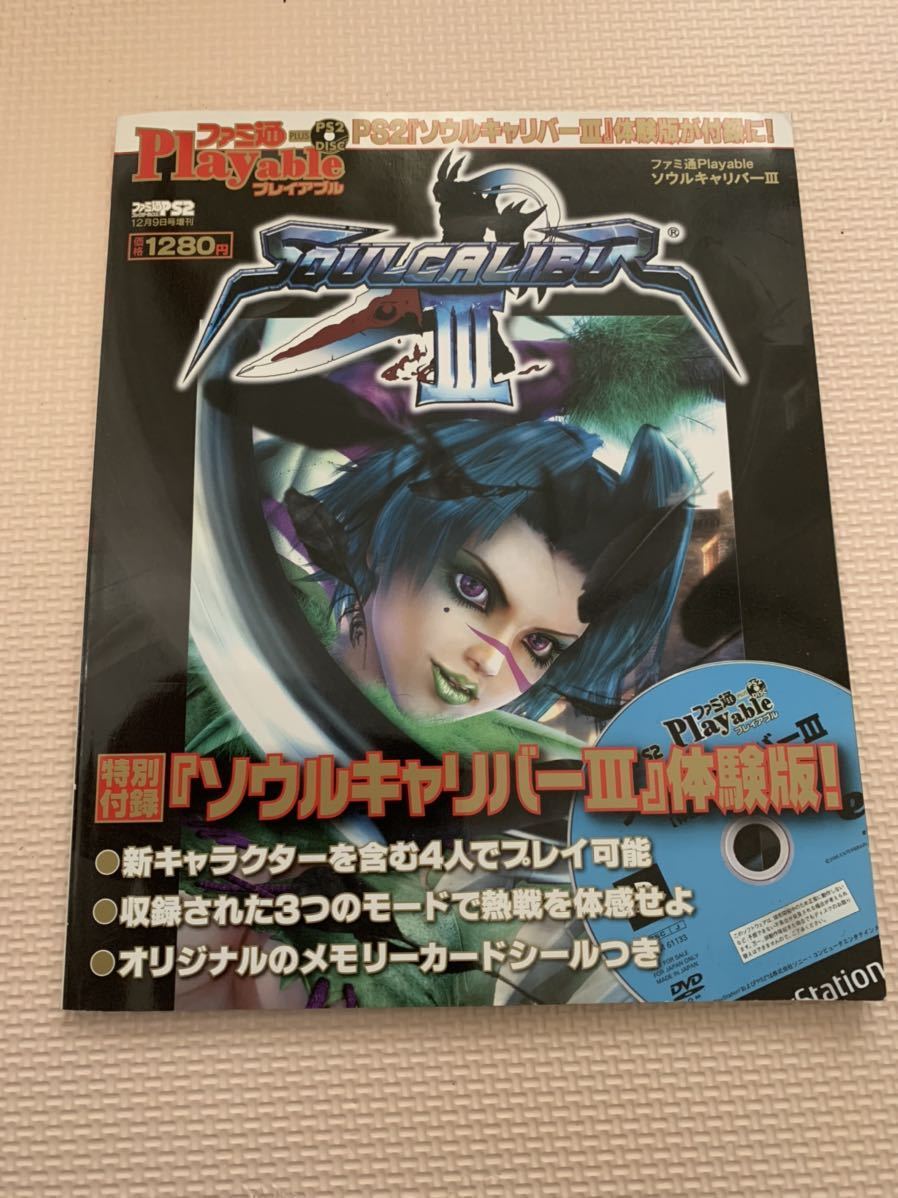 ファミ通
Playable
プレイアブル
PLUS
PS2
DISC
PS2『ソウルキャリバーⅢ』体験版が付録に!
ファミ通Playable
ソウルキャリバーⅢ
ファミ通PS2
12月9日号増刊
価格1280円
SOULCALIBUR®
III
ファミ通
Playable
プレイアブル
特別付録『ソウルキャリバーⅢ』体験版!
●新キャラクターを含む4人でプレイ可能
●収録された3つのモードで熱戦を体感せよ
●オリジナルのメモリーカードシールつき
61133
FOR JAPAN ONLY
MADE IN JAPAN
DVD
Station